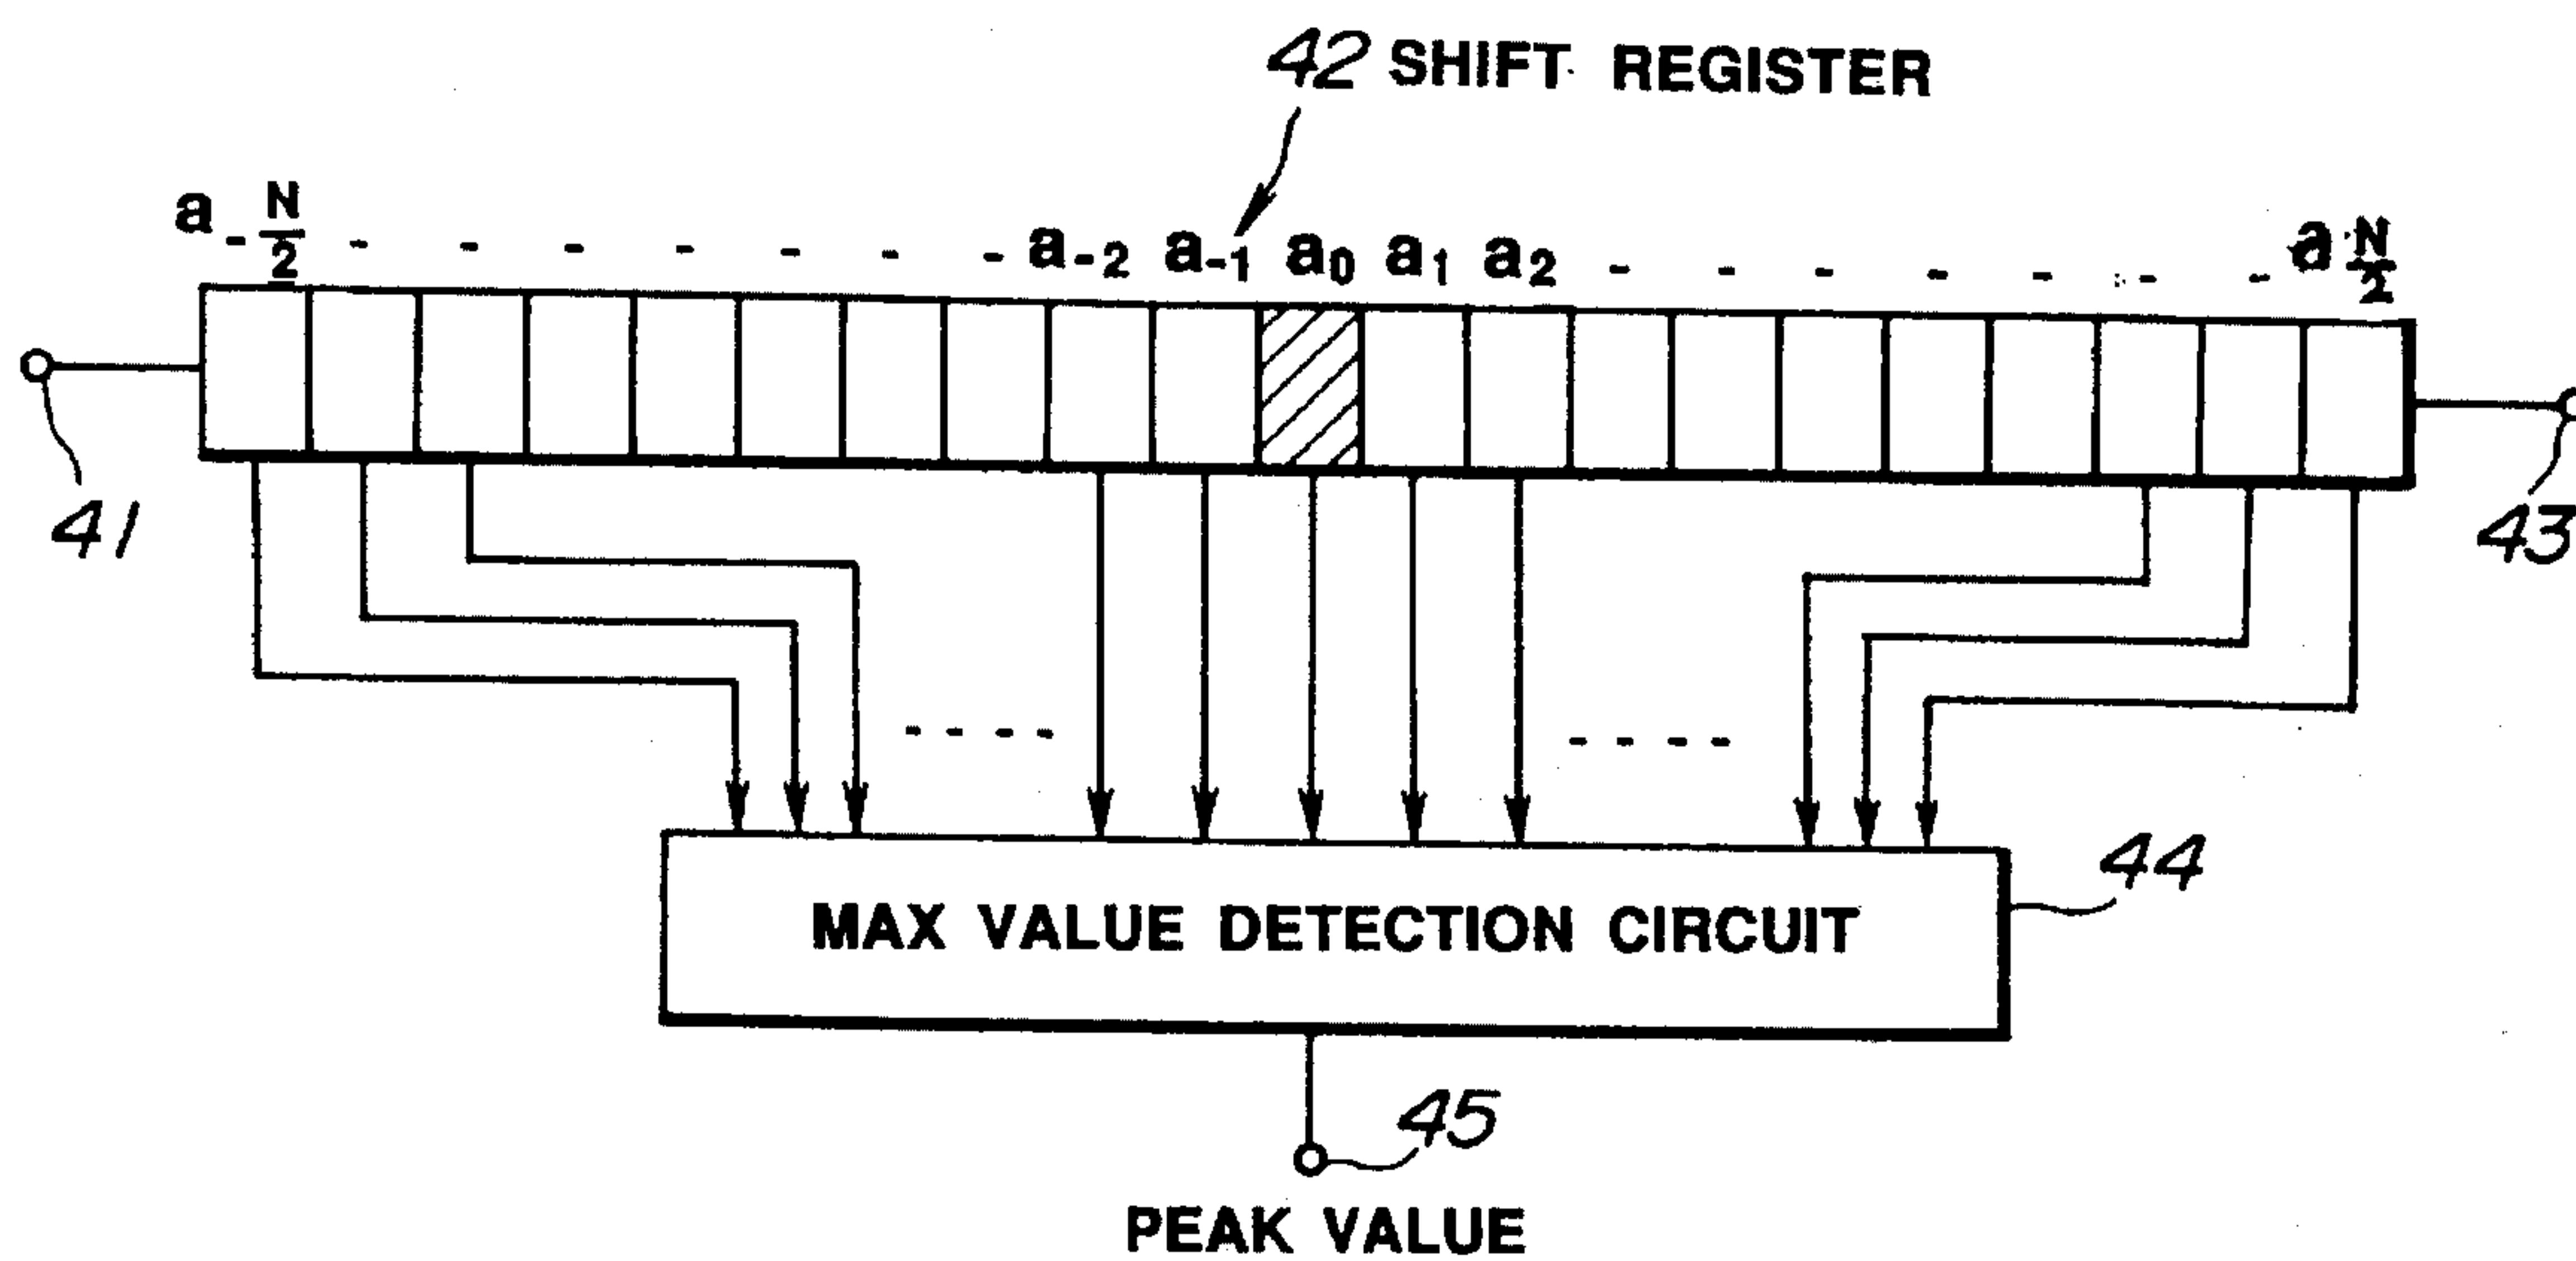 42 SHIFT REGISTER
a-N/2 - - - - - - - a-2 a-1 a0 a1 a2 - - - - - - - aN/2
41
43
- - - - - - - -
44
MAX VALUE DETECTION CIRCUIT
45
PEAK VALUE